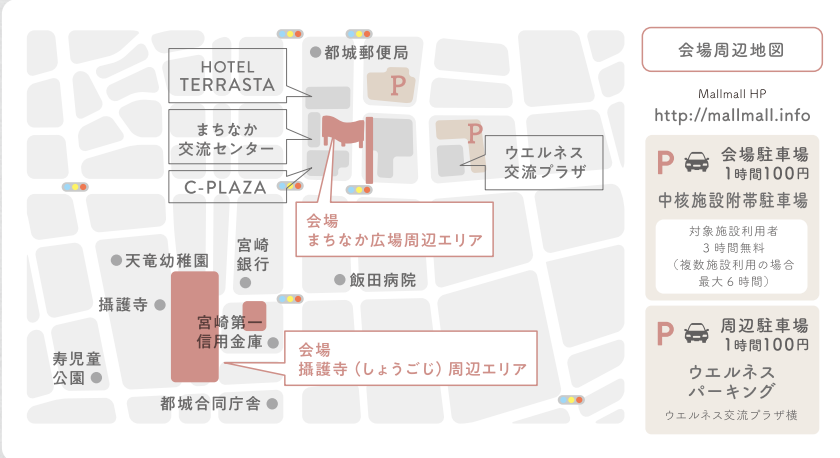 都城郵便局
HOTEL
TERRASTA
P
まちなか
交流センター
P
ウエルネス
交流プラザ
C-PLAZA
会場
まちなか広場周辺エリア
宮崎
銀行
天竜幼稚園
飯田病院
攝護寺
宮崎第一
信用金庫
会場
攝護寺（しょうごじ）周辺エリア
寿児童
公園
都城合同庁舎
会場周辺地図
Mallmall HP
http://mallmall.info
P
会場駐車場
1時間100円
中核施設附帯駐車場
対象施設利用者
3時間無料
（複数施設利用の場合
最大6時間）
P
周辺駐車場
1時間100円
ウエルネス
パーキング
ウエルネス交流プラザ横